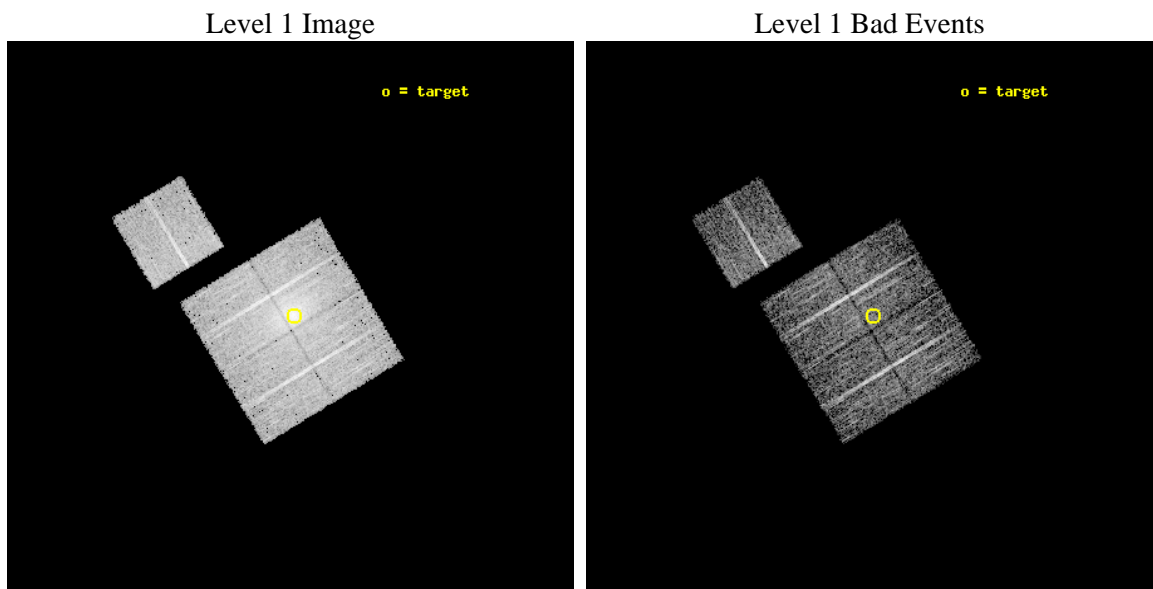 Level 1 Image
Level 1 Bad Events
o = target
o = target